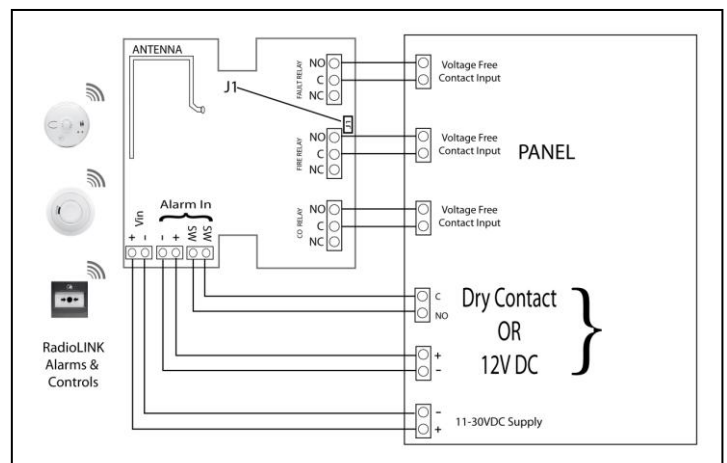 ANTENNA
J1
FAULT RELAY
NO
C
NC
J1
FIRE RELAY
NO
C
NC
CO RELAY
NO
C
NC
Alarm In
+
Vin
-
-
+
SW
SW
RadioLINK
Alarms &
Controls
Voltage Free
Contact Input
Voltage Free
Contact Input
PANEL
Voltage Free
Contact Input
C
NO
Dry Contact
OR
12V DC
+
-
-
+
11-30VDC Supply